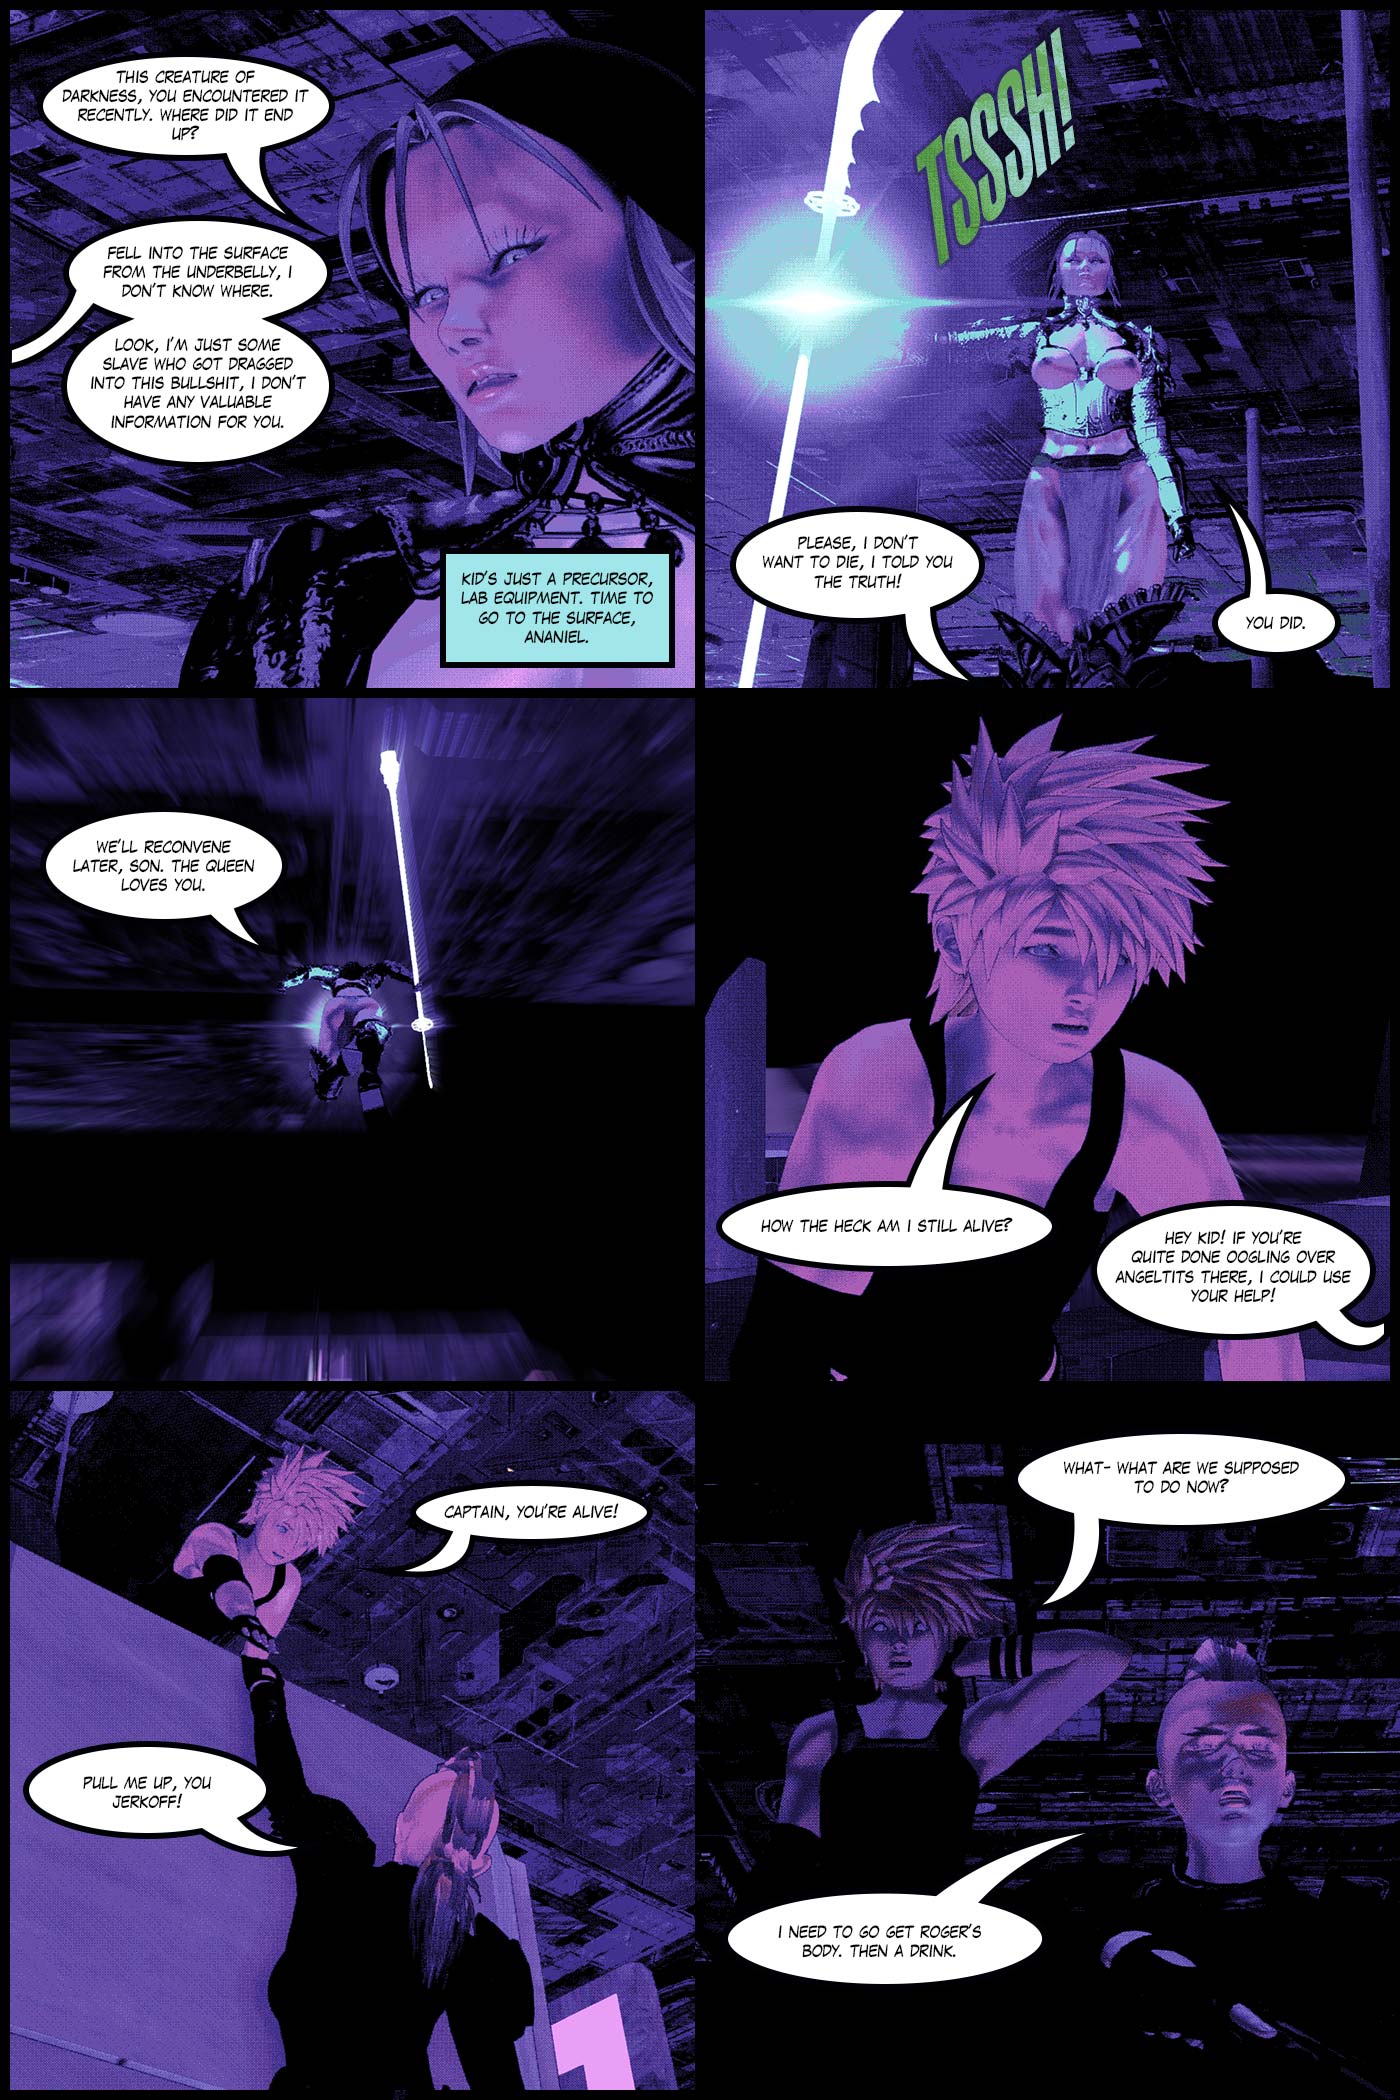 THIS CREATURE OF
DARKNESS, YOU ENCOUNTERED IT
RECENTLY. WHERE DID IT END
UP?
FELL INTO THE SURFACE
FROM THE UNDERBELLY, I
DON'T KNOW WHERE.
LOOK, I'M JUST SOME
SLAVE WHO GOT DRAGGED
INTO THIS BULLSHIT, I DON'T
HAVE ANY VALUABLE
INFORMATION FOR YOU.
KID'S JUST A PRECURSOR,
LAB EQUIPMENT. TIME TO
GO TO THE SURFACE,
ANANIEL.
TSSSH!
PLEASE, I DON'T
WANT TO DIE, I TOLD YOU
THE TRUTH!
YOU DID.
WE'LL RECONVENE
LATER, SON. THE QUEEN
LOVES YOU.
HOW THE HECK AM I STILL ALIVE?
HEY KID! IF YOU'RE
QUITE DONE OOGLING OVER
ANGELTITS THERE, I COULD USE
YOUR HELP!
CAPTAIN, YOU'RE ALIVE!
PULL ME UP, YOU
JERKOFF!
1
WHAT- WHAT ARE WE SUPPOSED
TO DO NOW?
I NEED TO GO GET ROGER'S
BODY. THEN A DRINK.